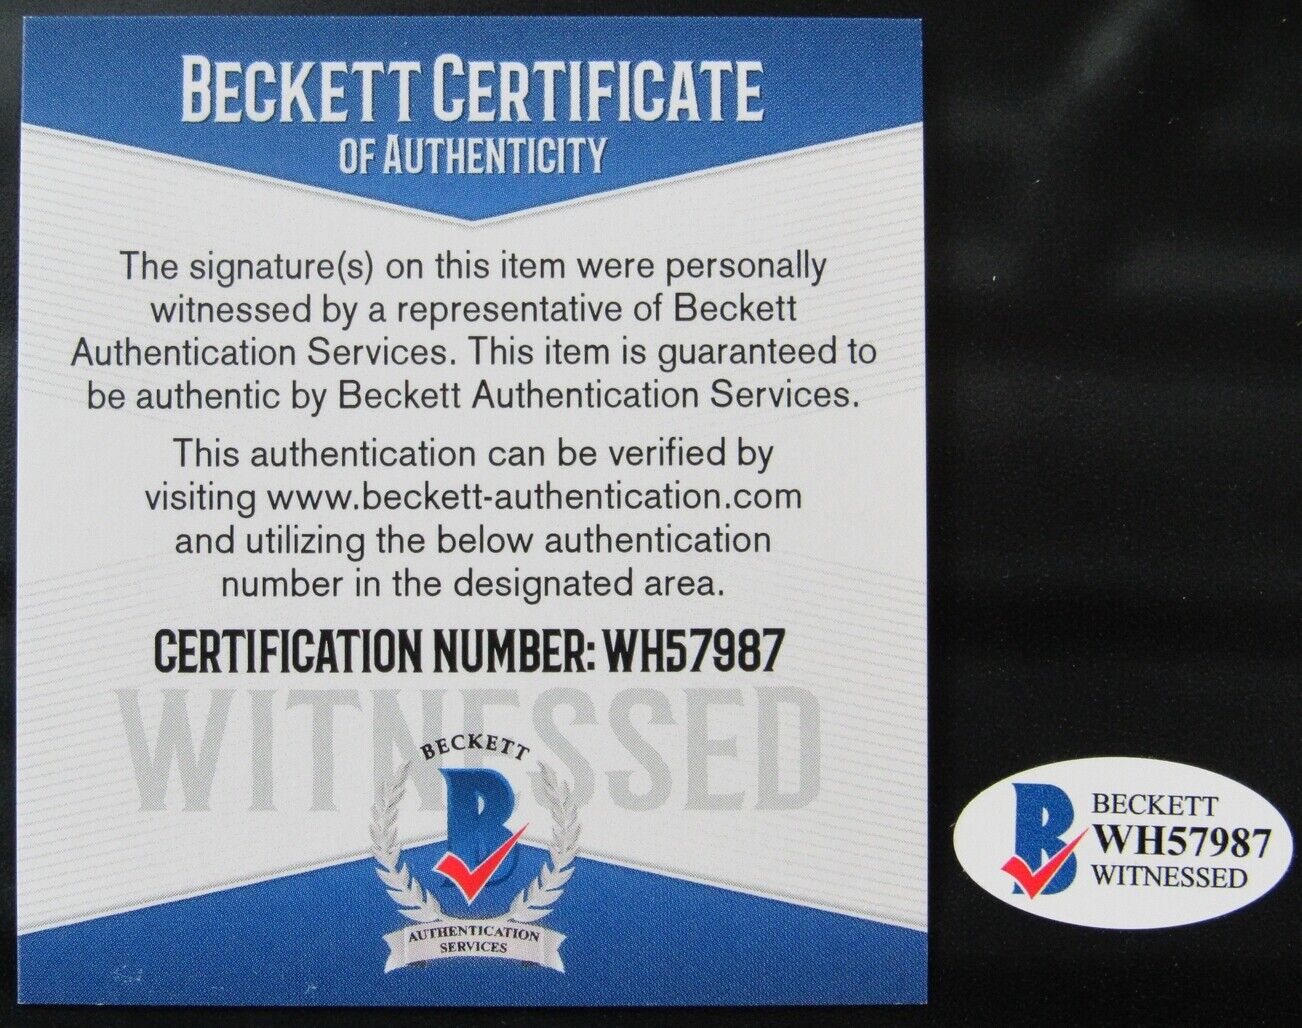 BECKETT CERTIFICATE
OF AUTHENTICITY
The signature(s) on this item were personally
witnessed by a representative of Beckett
Authentication Services. This item is guaranteed to
be authentic by Beckett Authentication Services.
This authentication can be verified by
visiting www.beckett-authentication.com
and utilizing the below authentication
number in the designated area.
CERTIFICATION NUMBER: WH57987
WITNESSED
BECKETT
B
AUTHENTICATION
SERVICES
B
BECKETT
WH57987
WITNESSED